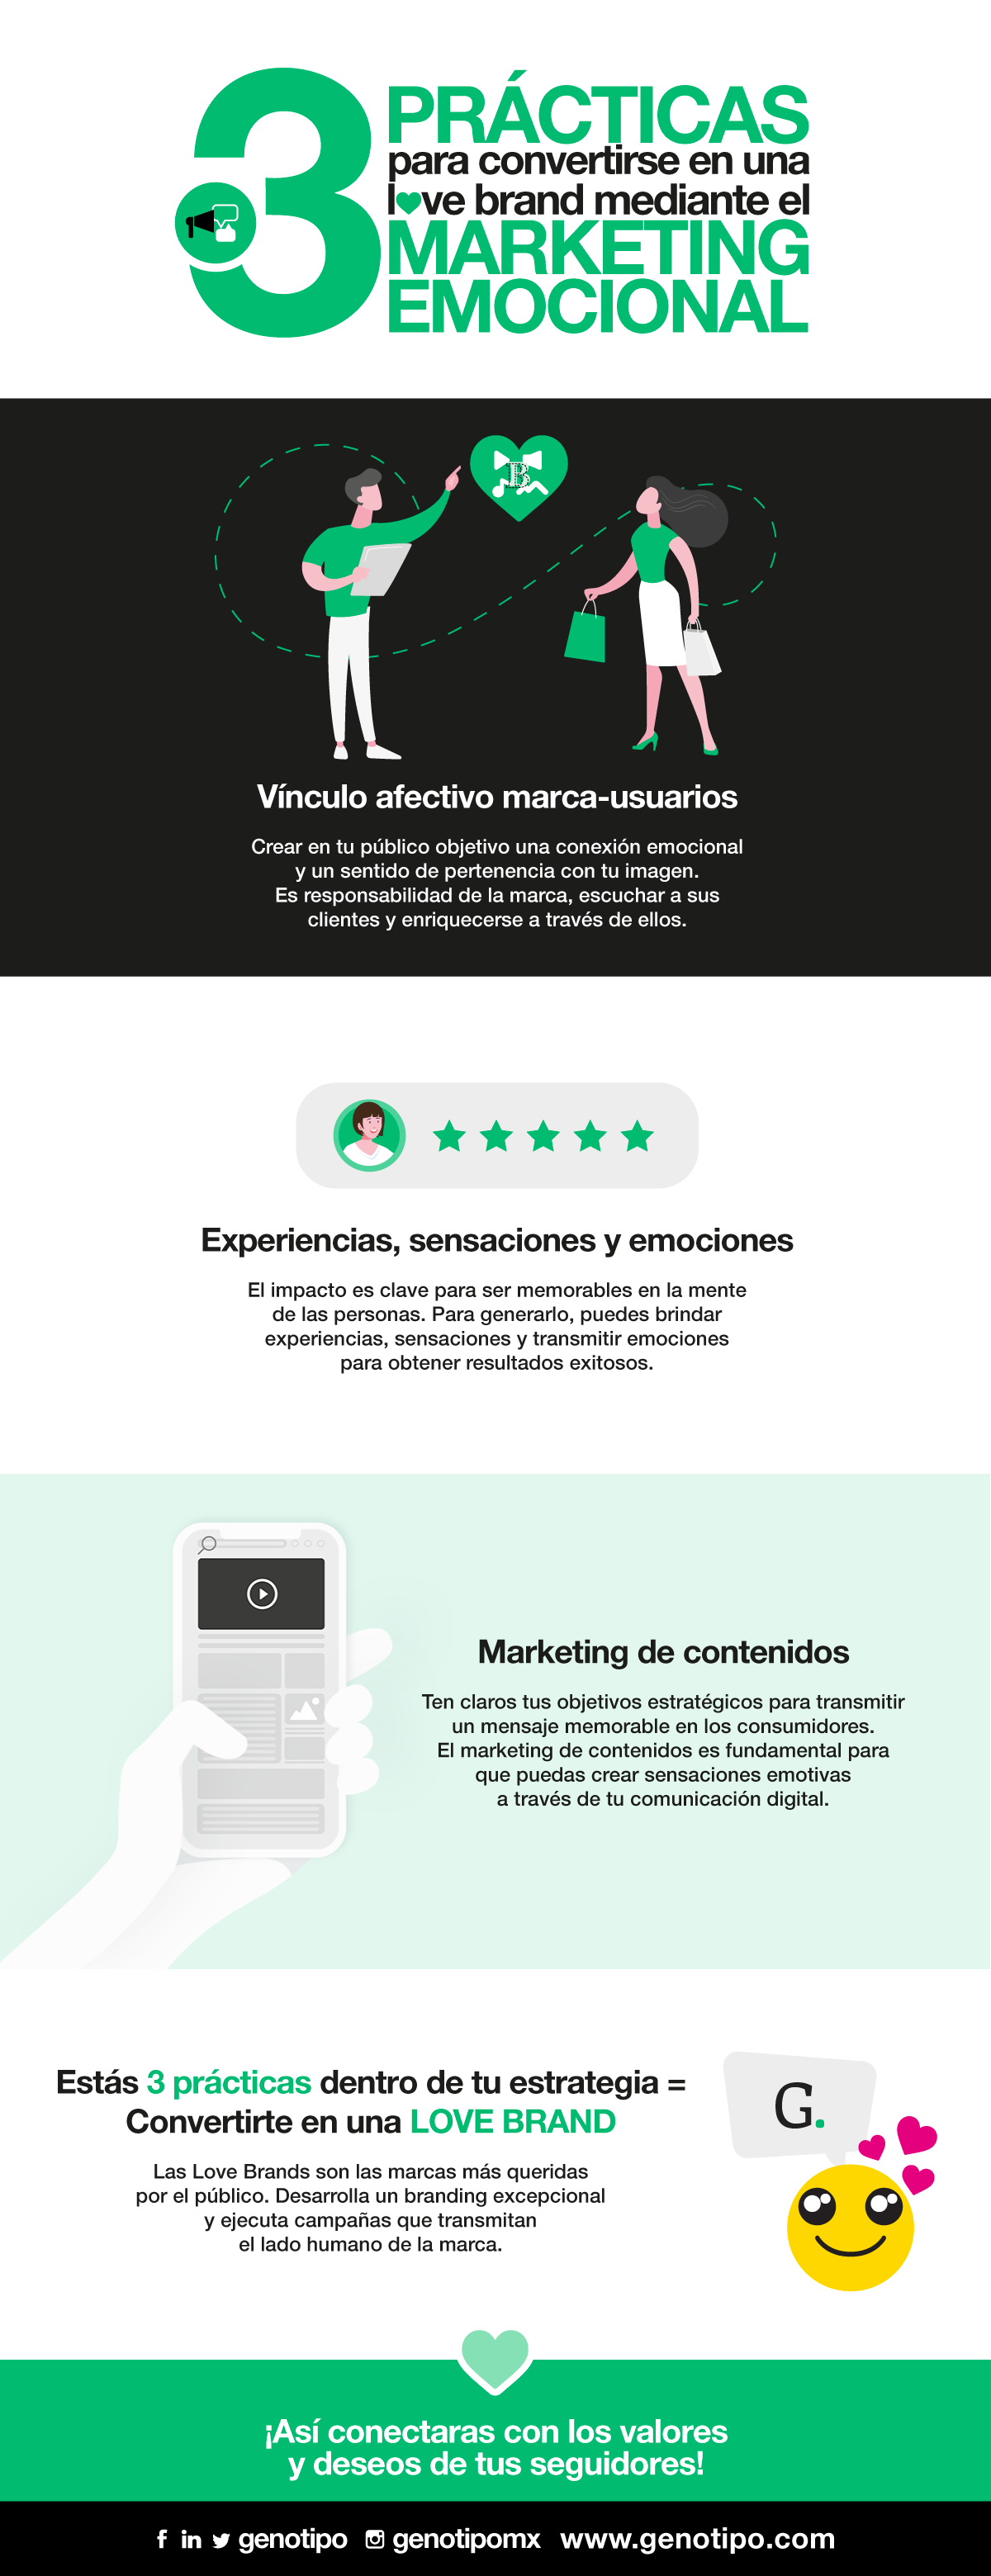 3 PRÁCTICAS
para convertirse en una
love brand mediante el
MARKETING
EMOCIONAL
B
Vínculo afectivo marca-usuarios
Crear en tu público objetivo una conexión emocional
y un sentido de pertenencia con tu imagen.
Es responsabilidad de la marca, escuchar a sus
clientes y enriquecerse a través de ellos.
Experiencias, sensaciones y emociones
El impacto es clave para ser memorables en la mente
de las personas. Para generarlo, puedes brindar
experiencias, sensaciones y transmitir emociones
para obtener resultados exitosos.
Marketing de contenidos
Ten claros tus objetivos estratégicos para transmitir
un mensaje memorable en los consumidores.
El marketing de contenidos es fundamental para
que puedas crear sensaciones emotivas
a través de tu comunicación digital.
Estás 3 prácticas dentro de tu estrategia =
Convertirte en una LOVE BRAND
Las Love Brands son las marcas más queridas
por el público. Desarrolla un branding excepcional
y ejecuta campañas que transmitan
el lado humano de la marca.
G.
¡Así conectaras con los valores
y deseos de tus seguidores!
f in genotipo genotipomx www.genotipo.com